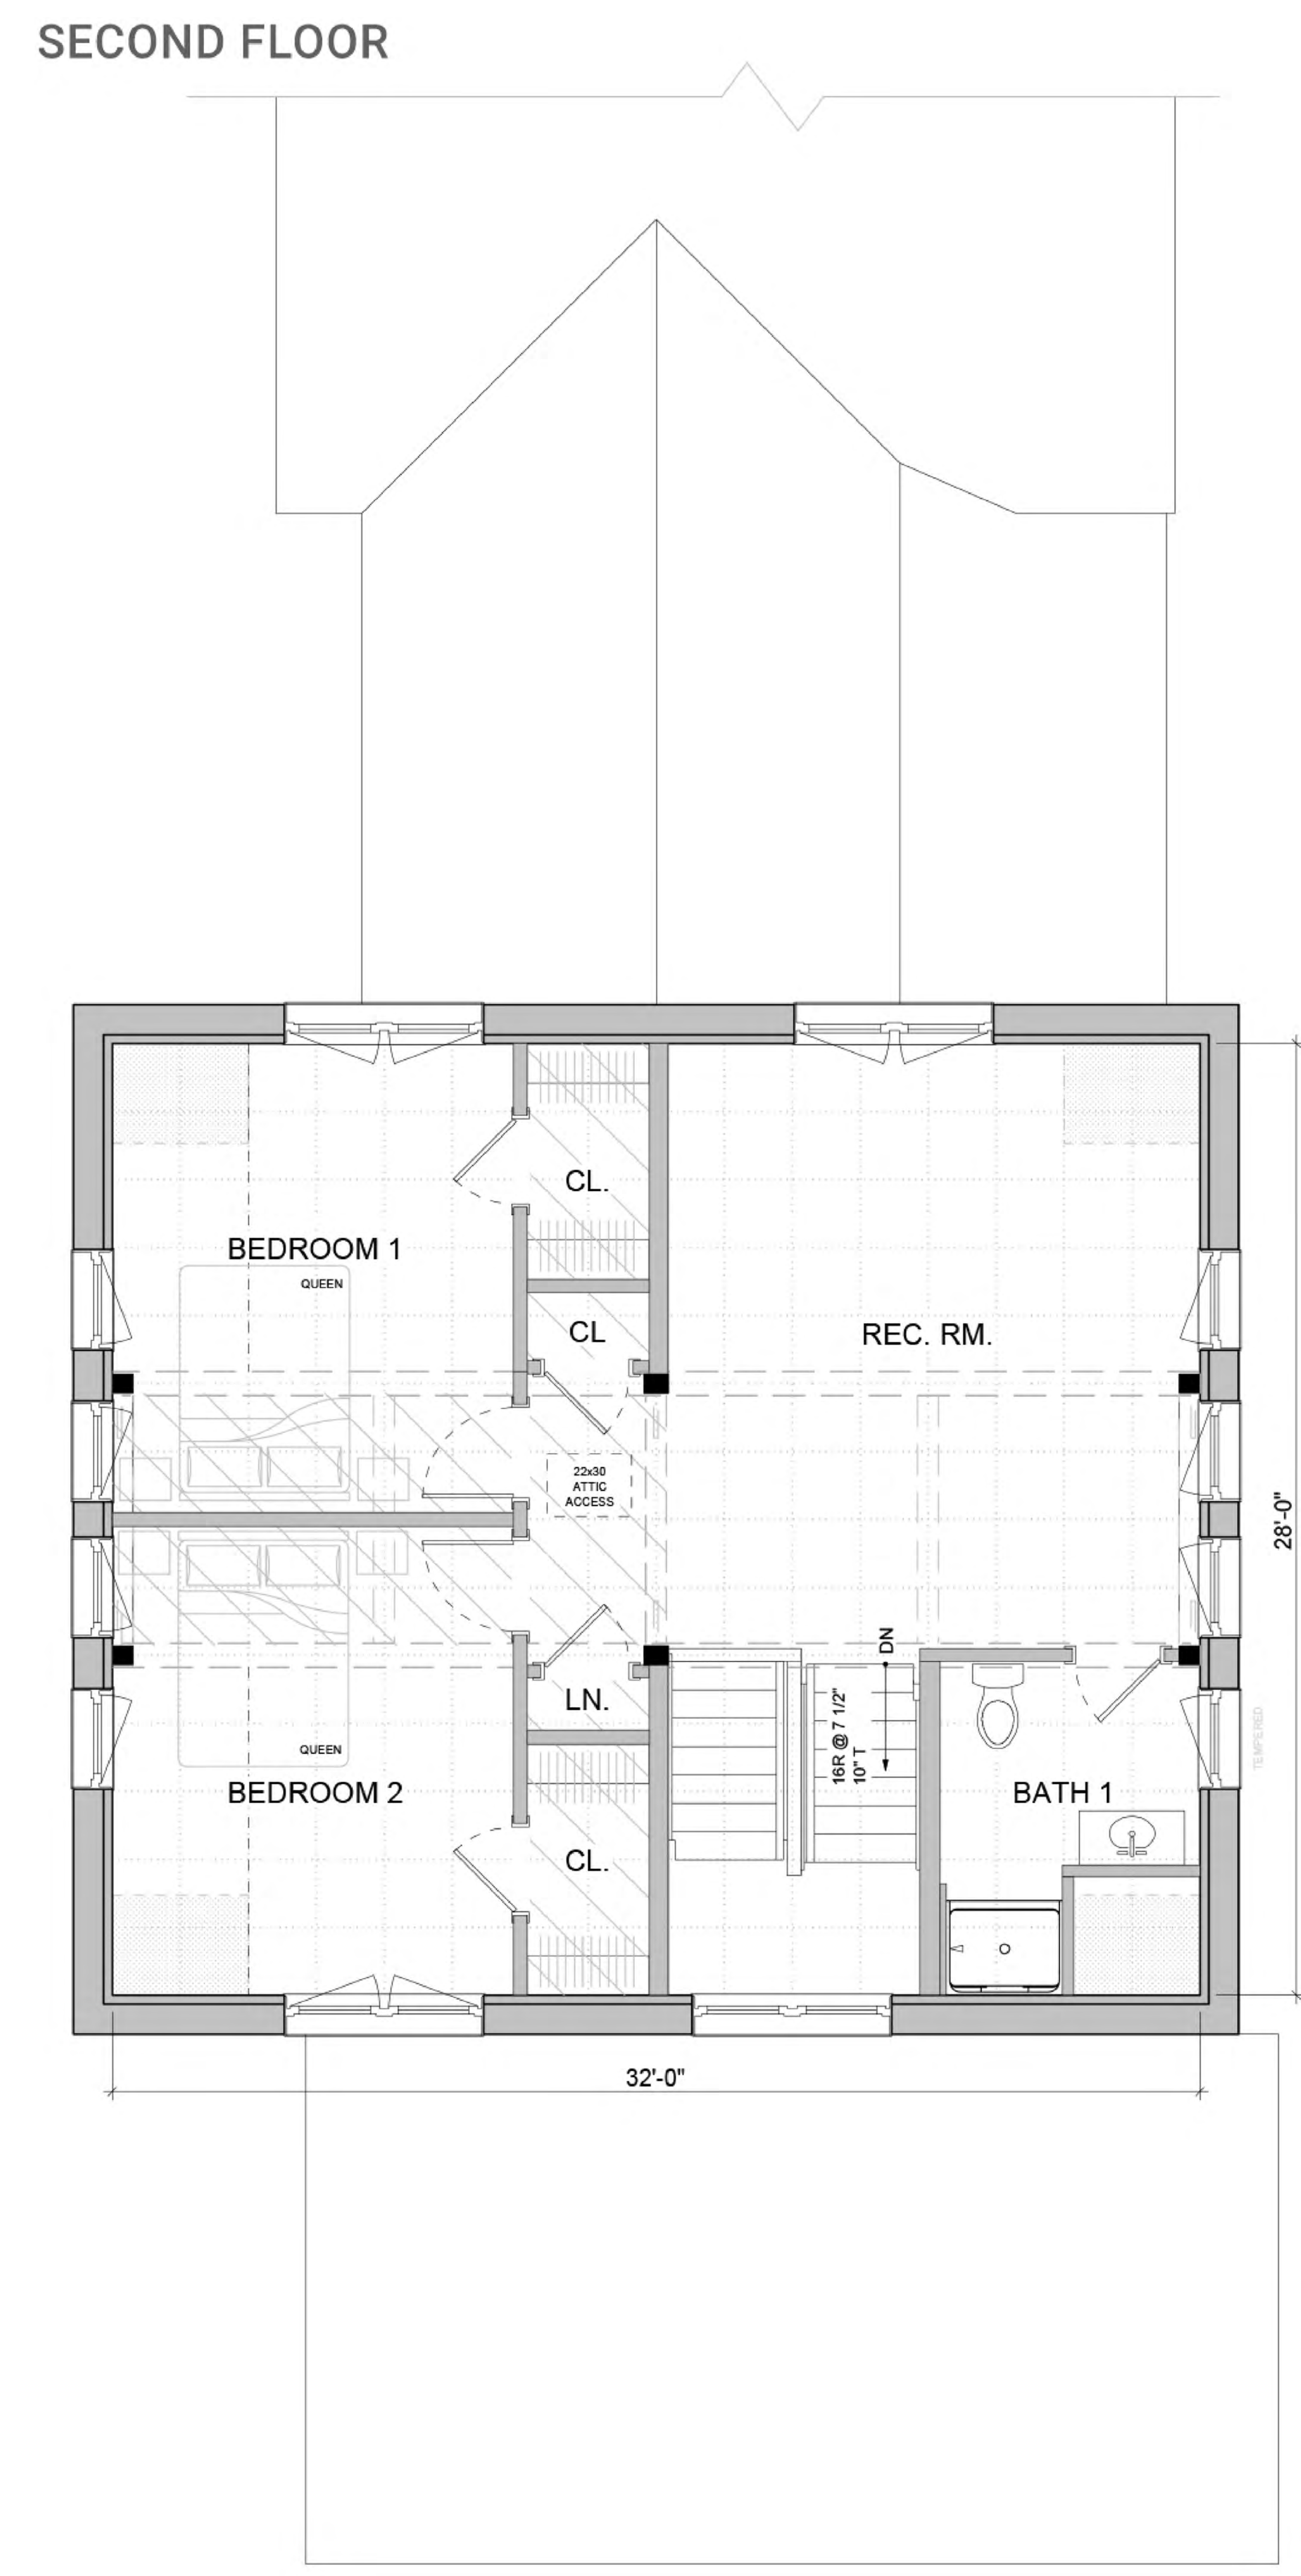 SECOND FLOOR
CL.
BEDROOM 1
QUEEN
CL
REC. RM.
22x30
ATTIC
ACCESS
28'-0"
DN
LN.
16R @ 7 1/2"
10" T
TEMPERED
QUEEN
BEDROOM 2
BATH 1
CL.
32'-0"